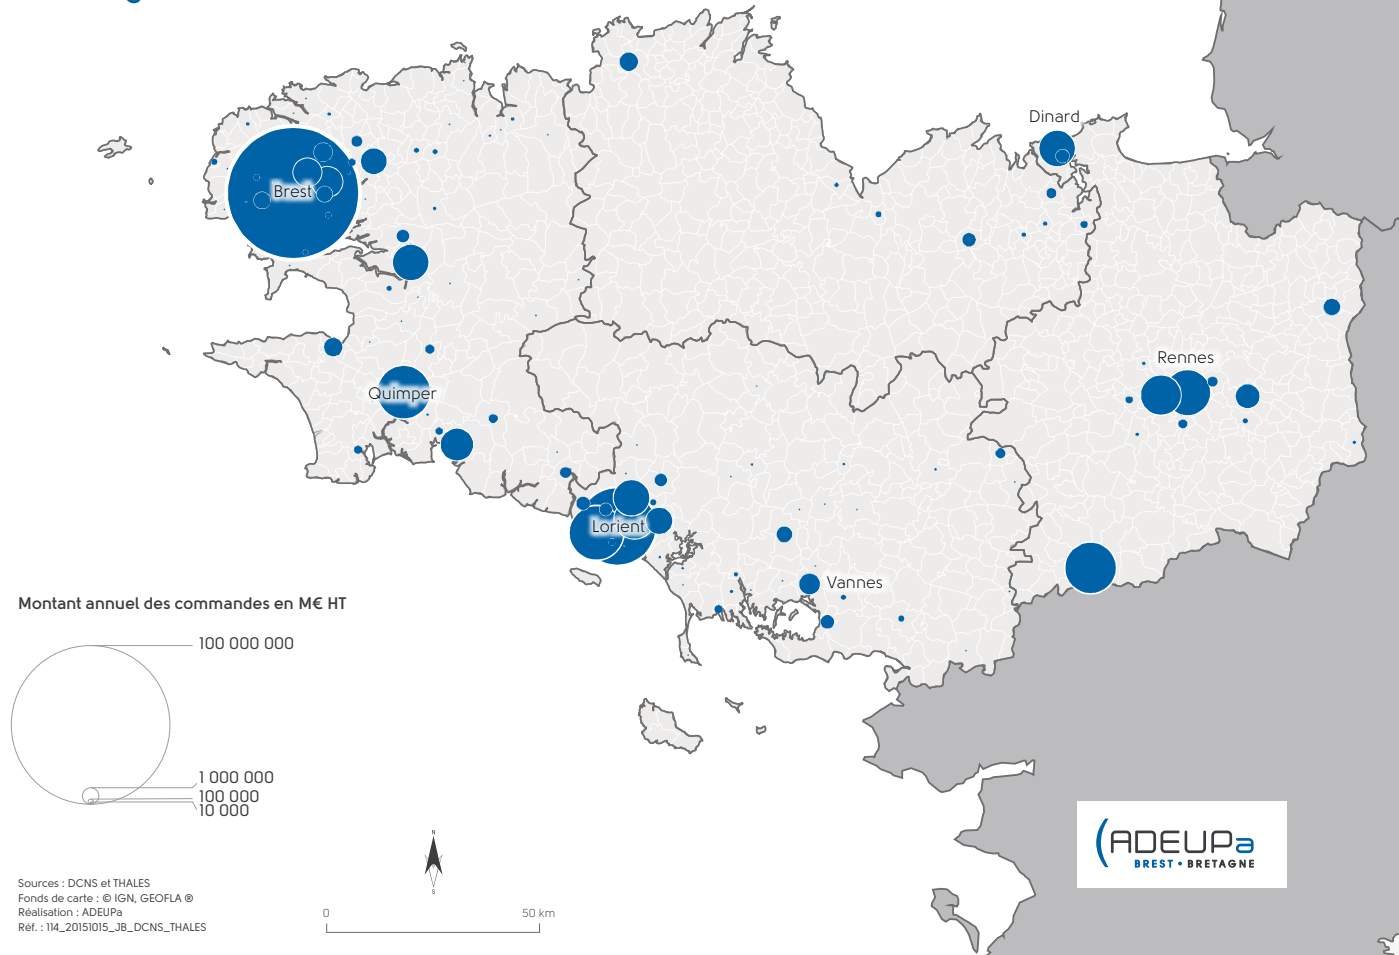 Dinard
Brest
Rennes
Quimper
Lorient
Vannes
Montant annuel des commandes en M€ HT
100 000 000
1 000 000
100 000
10 000
N
S
Sources : DCNS et THALES
Fonds de carte : © IGN, GEOFLA ®
Réalisation : ADEUPa
Réf. : 114_20151015_JB_DCNS_THALES
0
50 km
ADEUPa
BREST • BRETAGNE